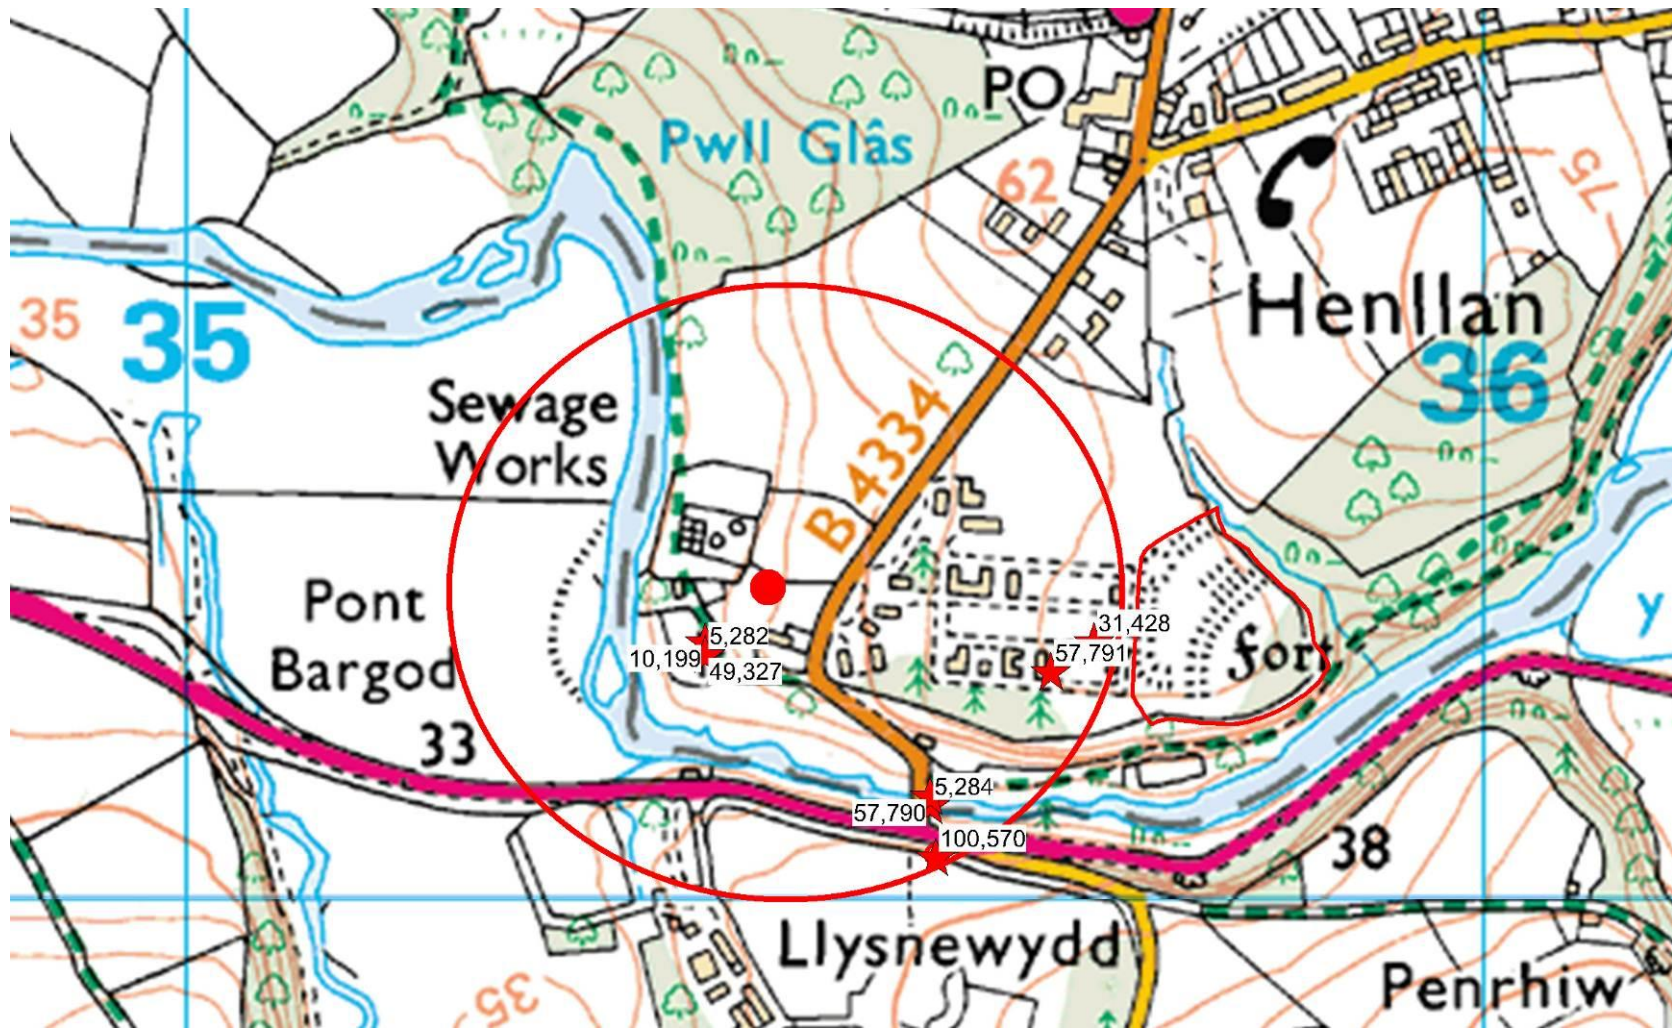 PO
Pwll Glâs
62
75
Henllan
35
35
36
Sewage
Works
B 4334
Pont
Bargod
33
5,282
10,199
49,327
31,428
57,791
fort
y
5,284
57,790
100,570
38
Llysnewydd
Penrhiw
35